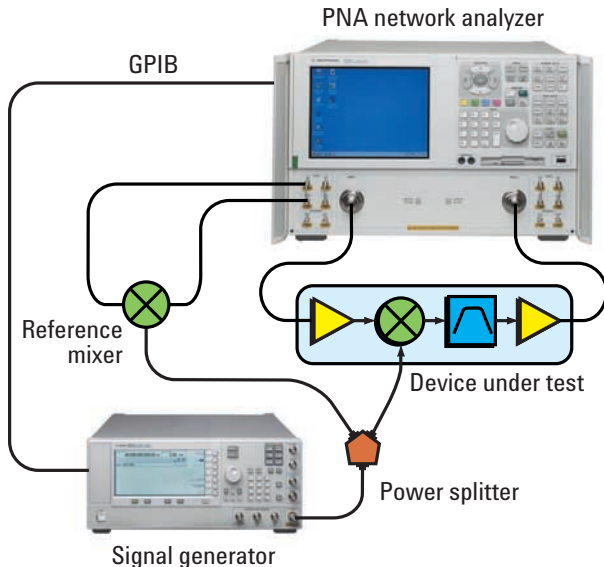 PNA network analyzer
GPIB
Reference
mixer
Device under test
Power splitter
Signal generator